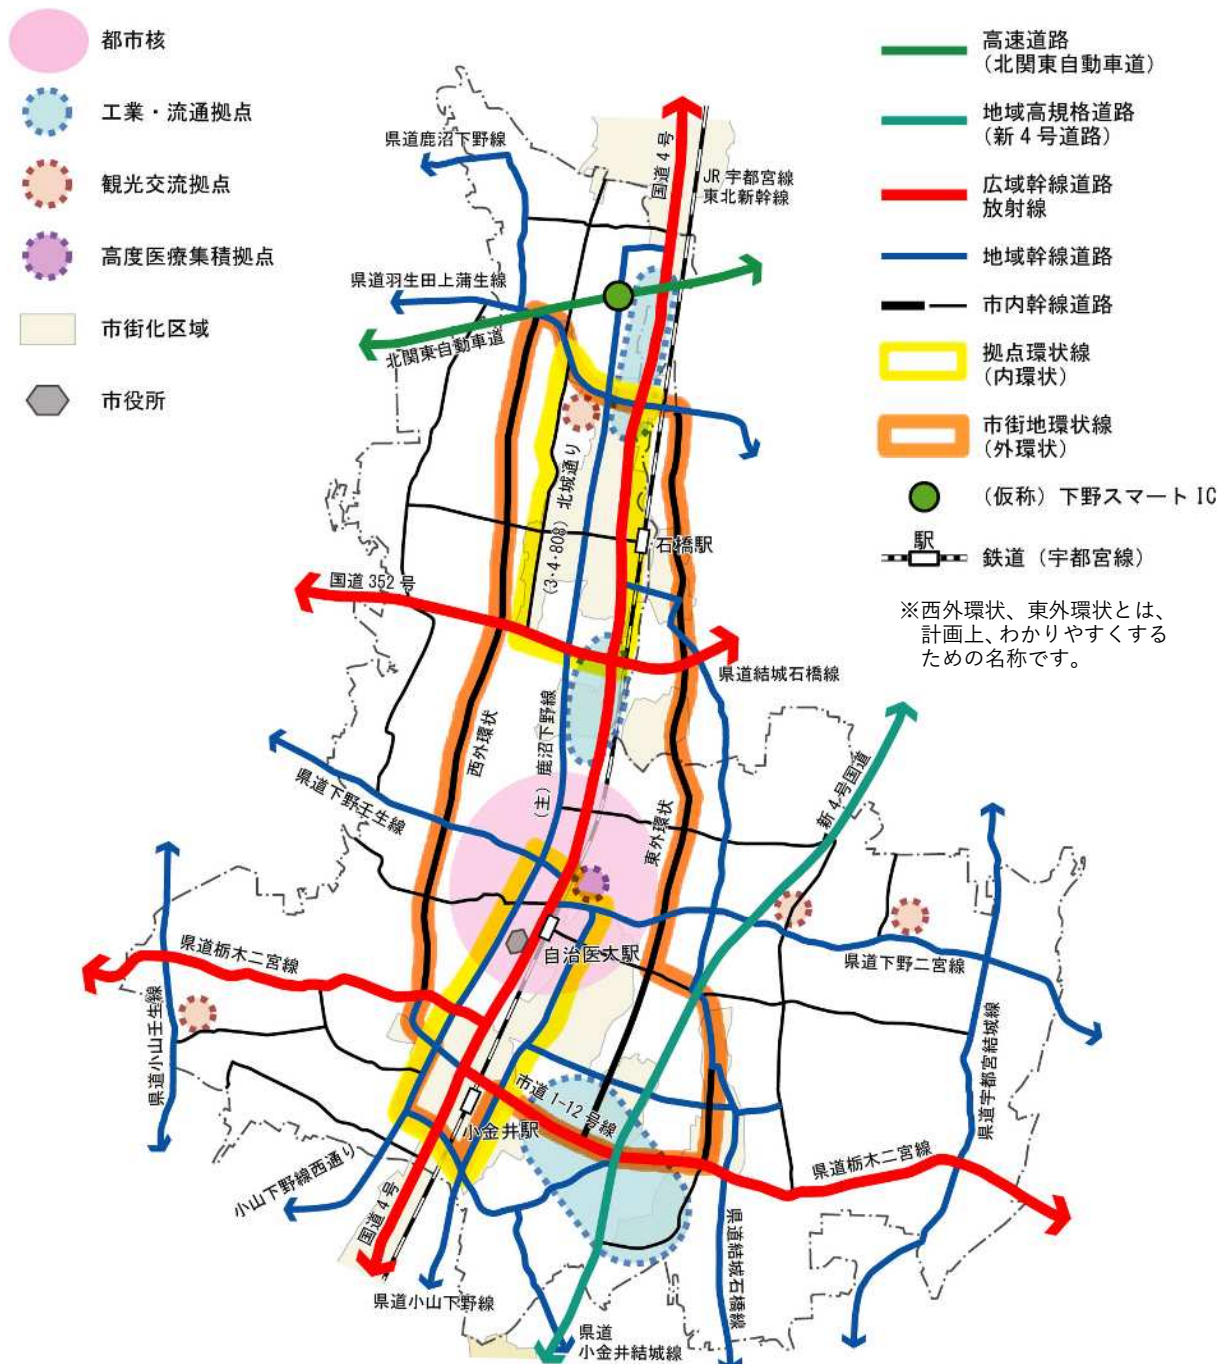 都市核
工業・流通拠点
観光交流拠点
高度医療集積拠点
市街化区域
市役所
高速道路
(北関東自動車道)
地域高規格道路
(新４号道路)
広域幹線道路
放射線
地域幹線道路
市内幹線道路
拠点環状線
(内環状)
市街地環状線
(外環状)
(仮称) 下野スマート IC
駅
鉄道 (宇都宮線)
※西外環状、東外環状とは、
計画上、わかりやすくする
ための名称です。
県道鹿沼下野線
国道４号
JR 宇都宮線
東北新幹線
県道羽生田上蒲生線
北関東自動車道
(3・4・808) 北城通り
石橋駅
国道 352 号
県道結城石橋線
(主) 鹿沼下野線
西外環状
新４号国道
県道下野壬生線
東外環状
自治医大駅
県道栃木二宮線
県道下野二宮線
県道小山壬生線
県道宇都宮結城線
市道 1-12 号線
小金井駅
県道栃木二宮線
小山下野線西通り
国道４号
県道結城石橋線
県道小山下野線
県道
小金井結城線